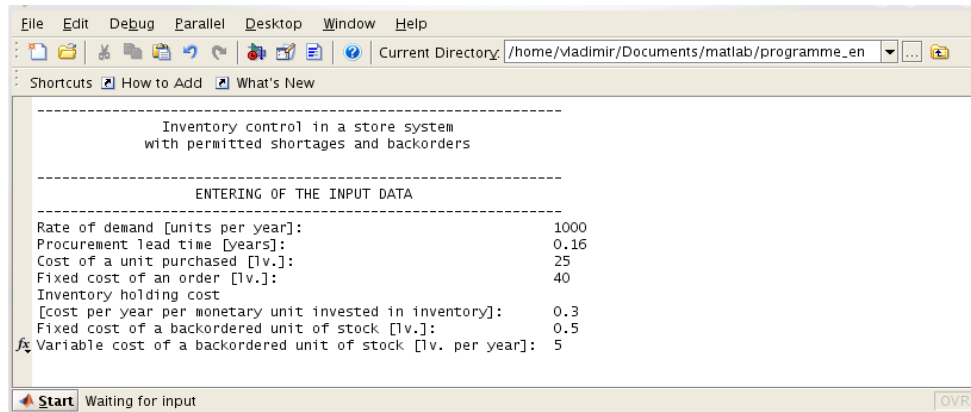 File Edit Debug Parallel Desktop Window Help
Current Directory: /home/vladimir/Documents/matlab/programme_en ...
Shortcuts How to Add What's New
---------------------------------------------------------------
Inventory control in a store system
with permitted shortages and backorders
---------------------------------------------------------------
ENTERING OF THE INPUT DATA
---------------------------------------------------------------
Rate of demand [units per year]: 1000
Procurement lead time [years]: 0.16
Cost of a unit purchased [lv.]: 25
Fixed cost of an order [lv.]: 40
Inventory holding cost
[cost per year per monetary unit invested in inventory]: 0.3
Fixed cost of a backordered unit of stock [lv.]: 0.5
fx Variable cost of a backordered unit of stock [lv. per year]: 5
Start Waiting for input OVR